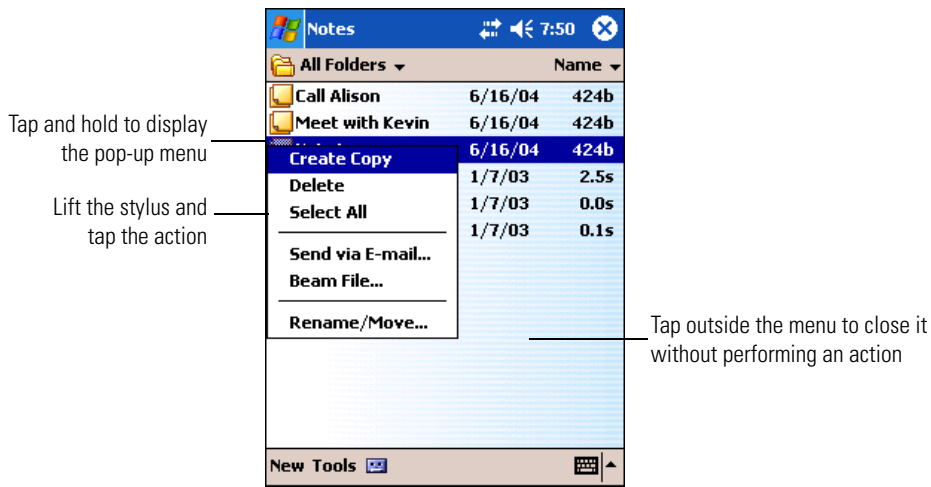 Notes 7:50
All Folders Name
Call Alison 6/16/04 424b
Meet with Kevin 6/16/04 424b
6/16/04 424b
1/7/03 2.5s
1/7/03 0.0s
1/7/03 0.1s
Create Copy
Delete
Select All
Send via E-mail...
Beam File...
Rename/Move...
New Tools
Tap and hold to display
the pop-up menu
Lift the stylus and
tap the action
Tap outside the menu to close it
without performing an action